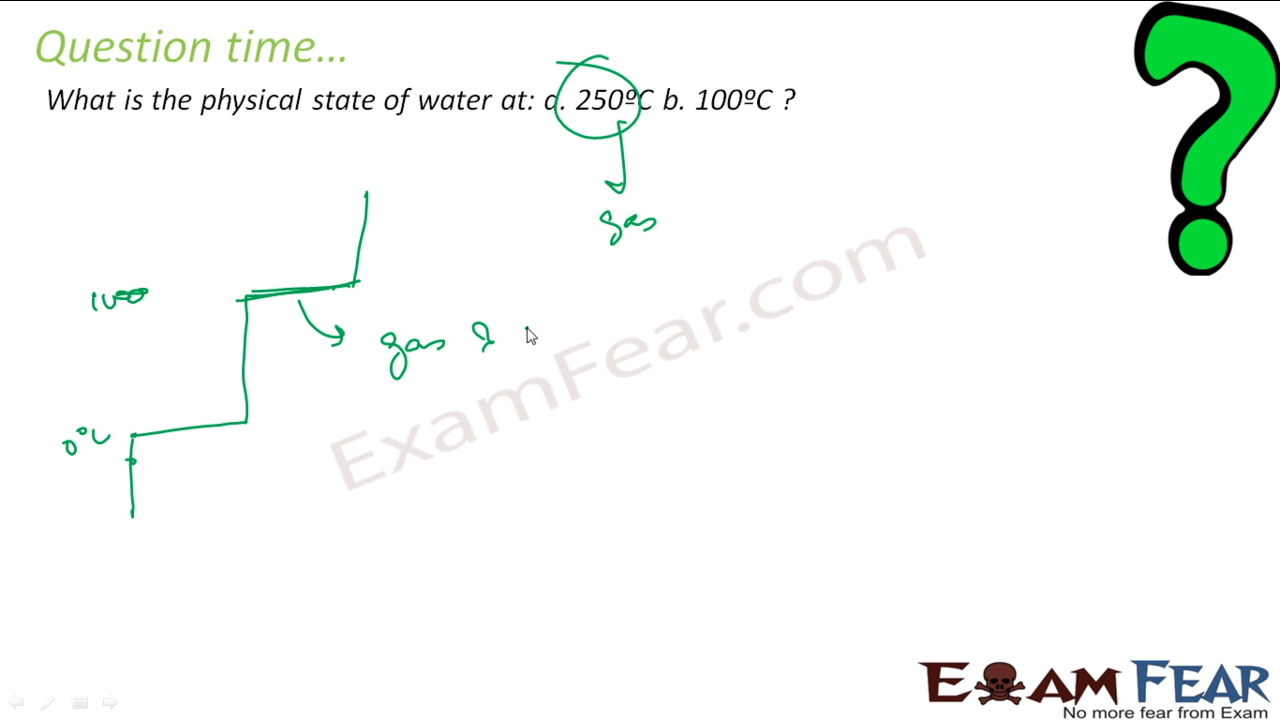 Question time...
What is the physical state of water at: a. 250ºC b. 100ºC ?
gas
100
gas &
0°C
ExamFear.com
EXAM FEAR
No more fear from Exam